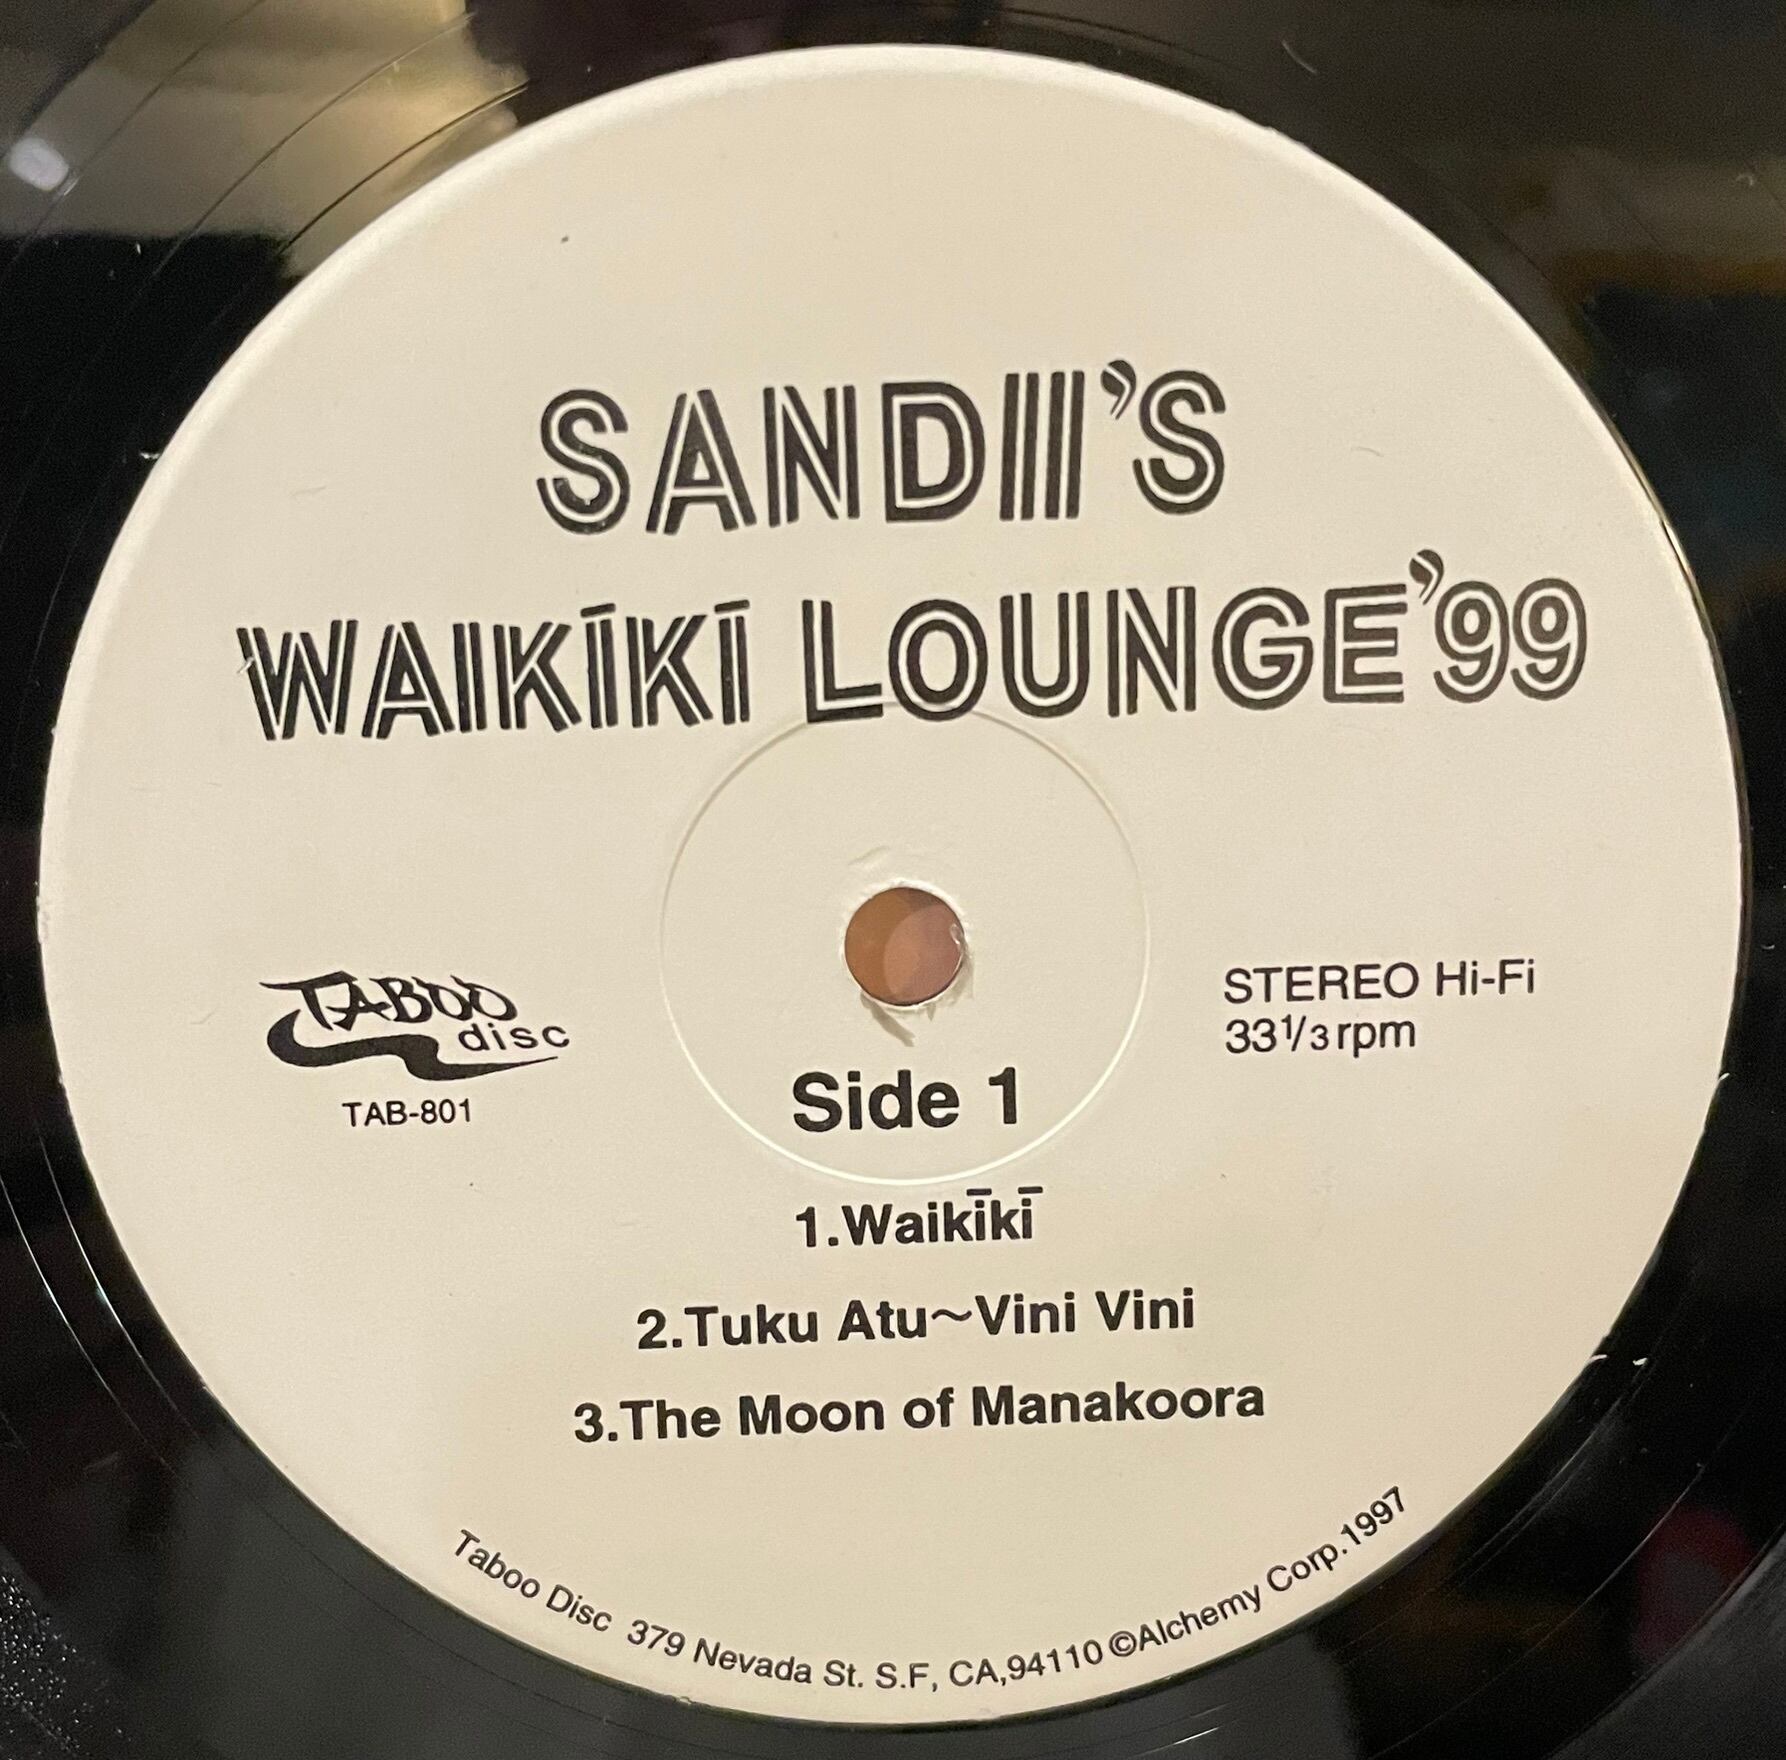 SANDII'S
WAIKĪKĪ LOUNGE'99
TABOO
disc
TAB-801
STEREO Hi-Fi
33 1/3 rpm
Side 1
1.Waikīkī
2.Tuku Atu~Vini Vini
3.The Moon of Manakoora
Taboo Disc 379 Nevada St. S.F, CA,94110 ©Alchemy Corp.1997